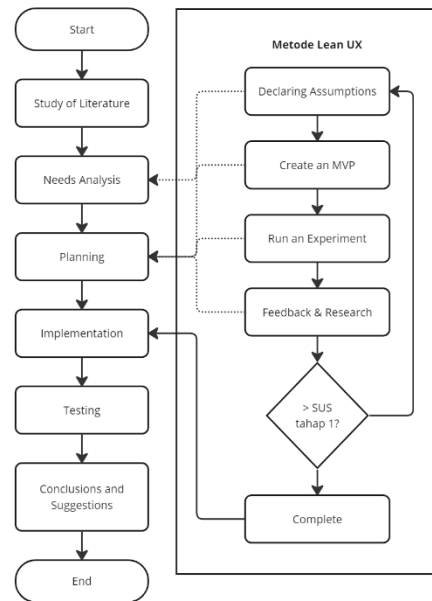 Start
Study of Literature
Needs Analysis
Planning
Implementation
Testing
Conclusions and
Suggestions
End
Metode Lean UX
Declaring Assumptions
Create an MVP
Run an Experiment
Feedback & Research
> SUS
tahap 1?
Complete